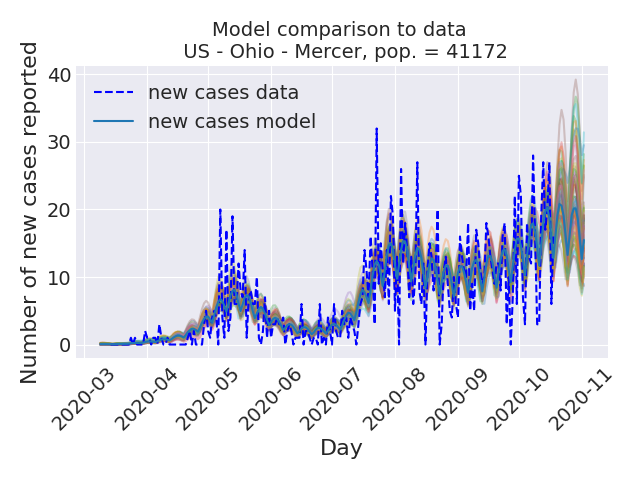 Model comparison to data
US - Ohio - Mercer, pop. = 41172
Number of new cases reported
40
30
20
10
0
new cases data
new cases model
2020-03
2020-04
2020-05
2020-06
2020-07
2020-08
2020-09
2020-10
2020-11
Day